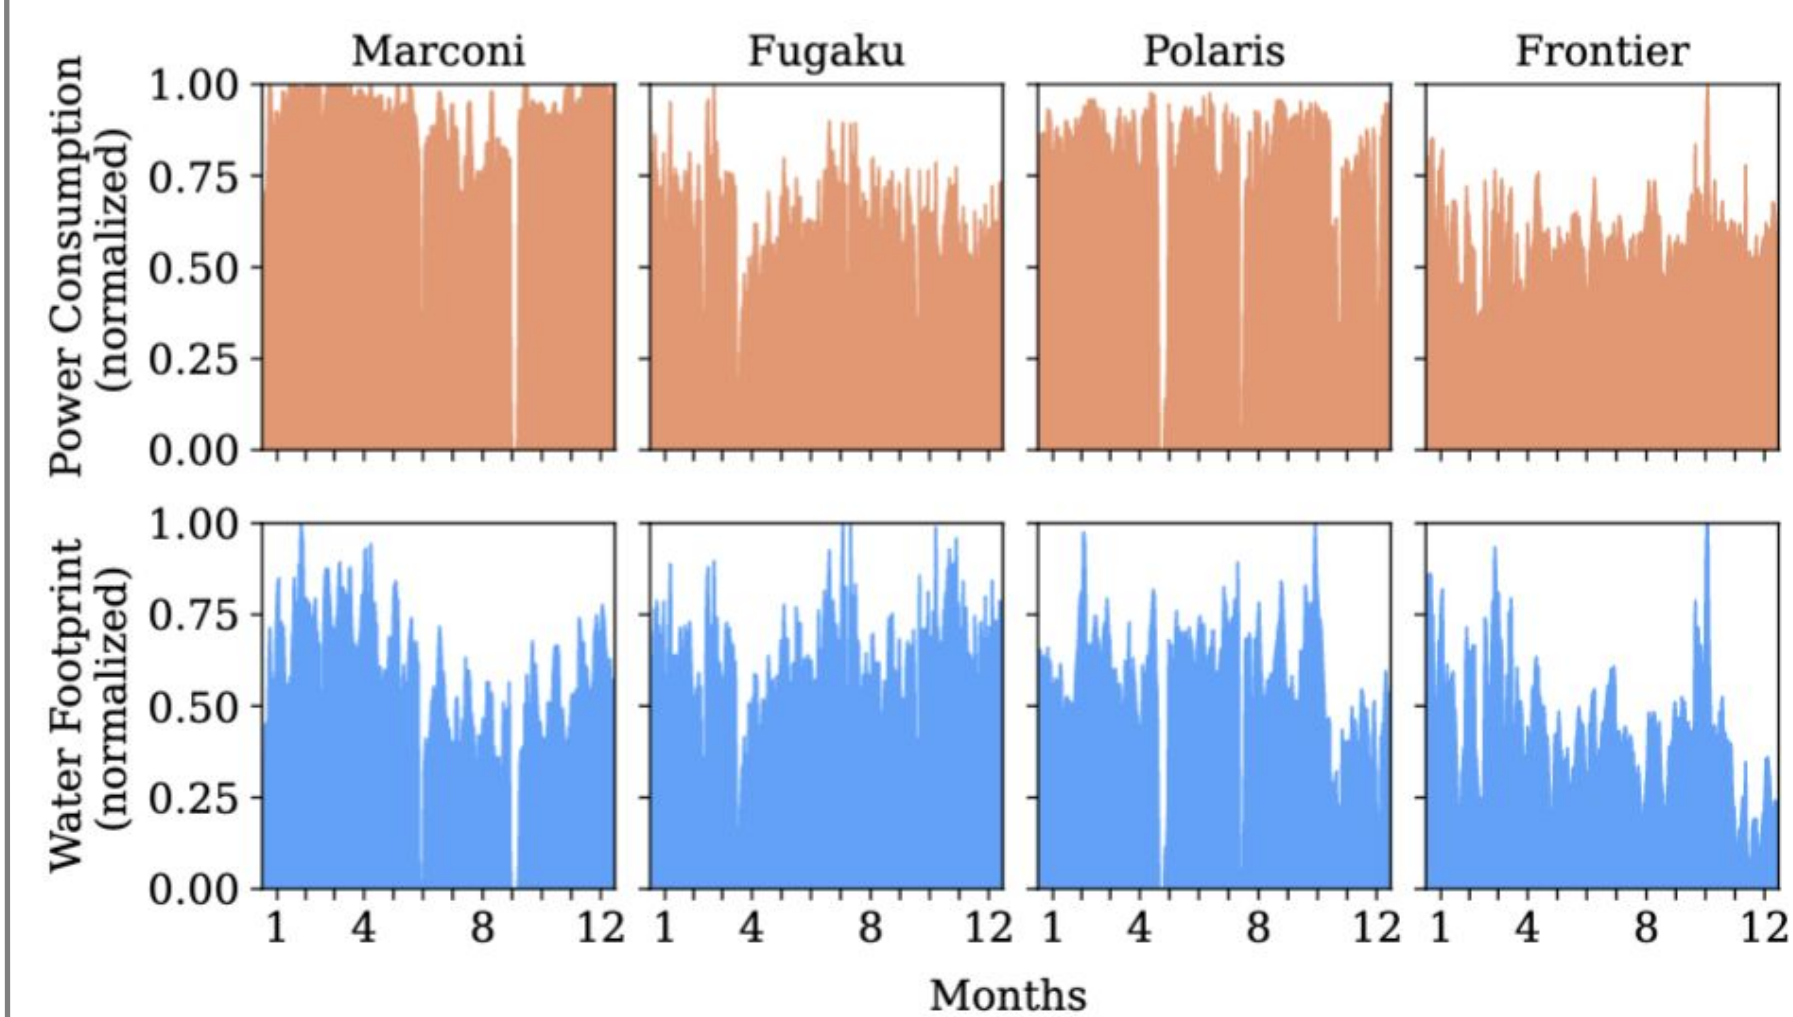 Marconi Fugaku Polaris Frontier
Power Consumption
(normalized)
1.00
0.75
0.50
0.25
0.00
Water Footprint
(normalized)
1.00
0.75
0.50
0.25
0.00
1 4 8 12 1 4 8 12 1 4 8 12 1 4 8 12
Months